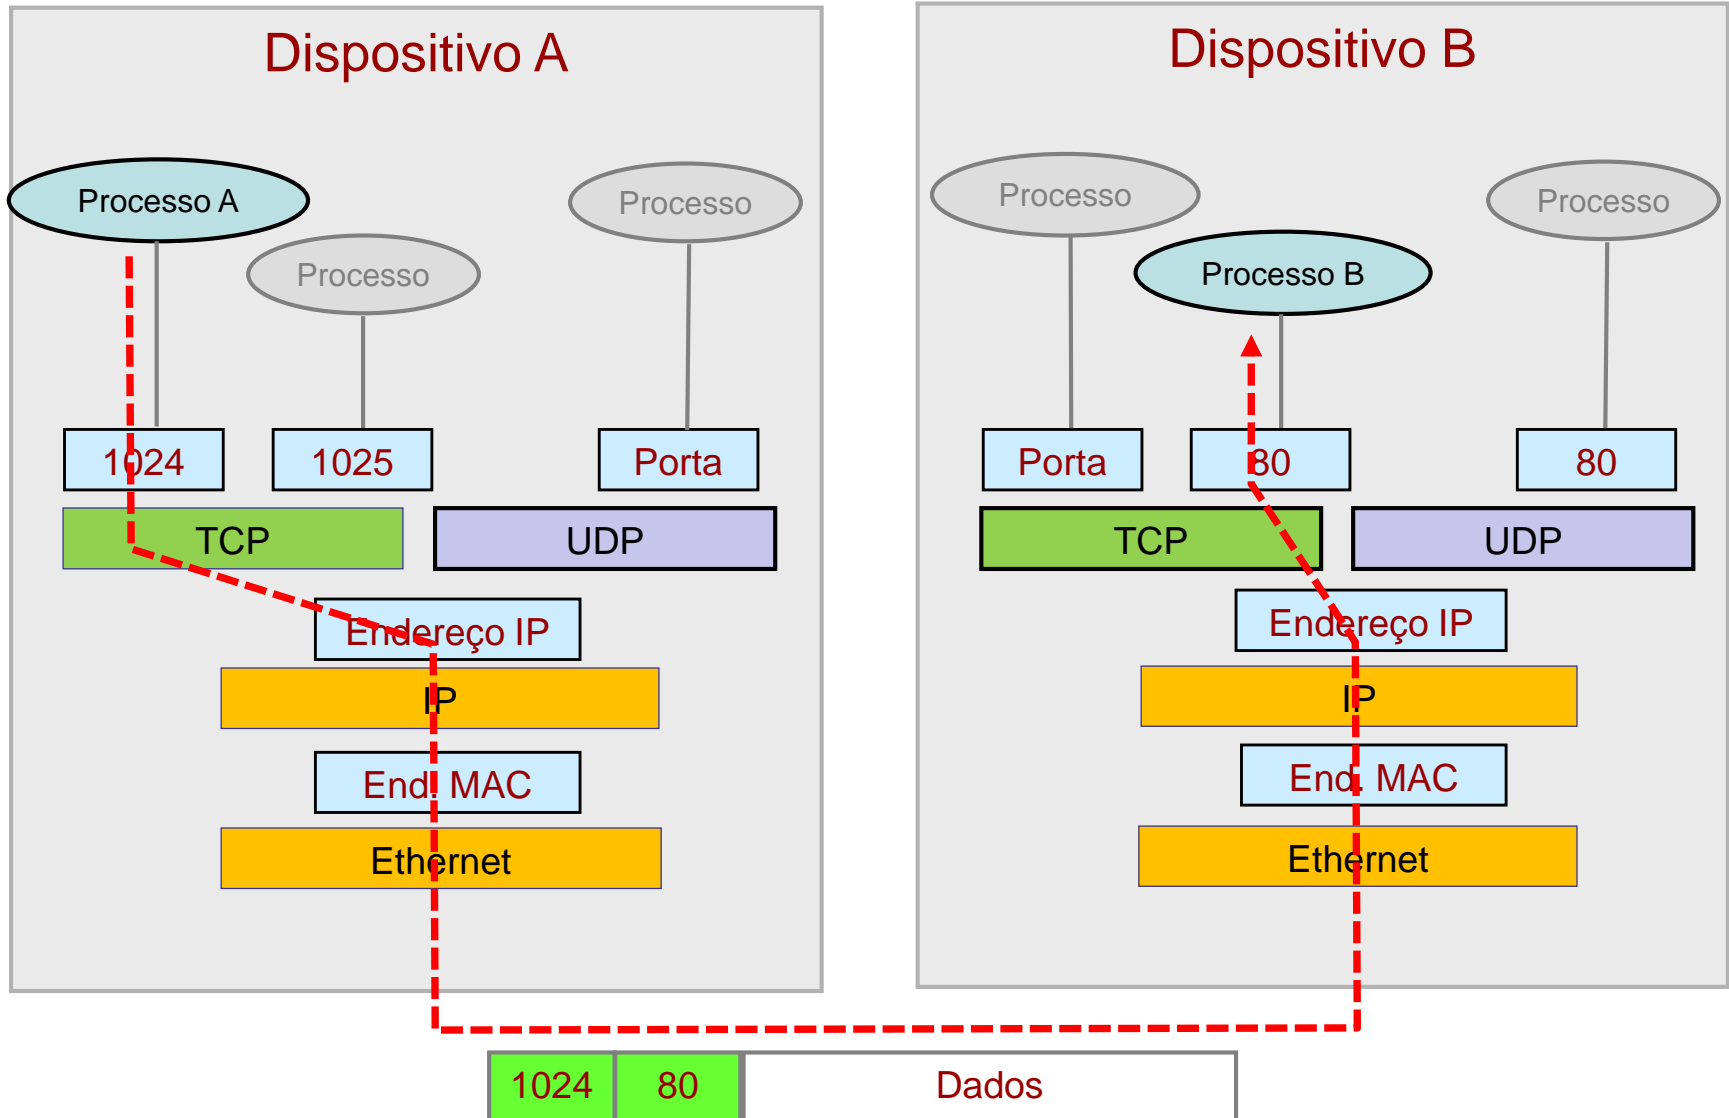 Dispositivo A
Processo A
Processo
Processo
1024
1025
Porta
TCP
UDP
Endereço IP
IP
End. MAC
Ethernet
Dispositivo B
Processo
Processo B
Processo
Porta
80
80
TCP
UDP
Endereço IP
IP
End. MAC
Ethernet
1024
80
Dados